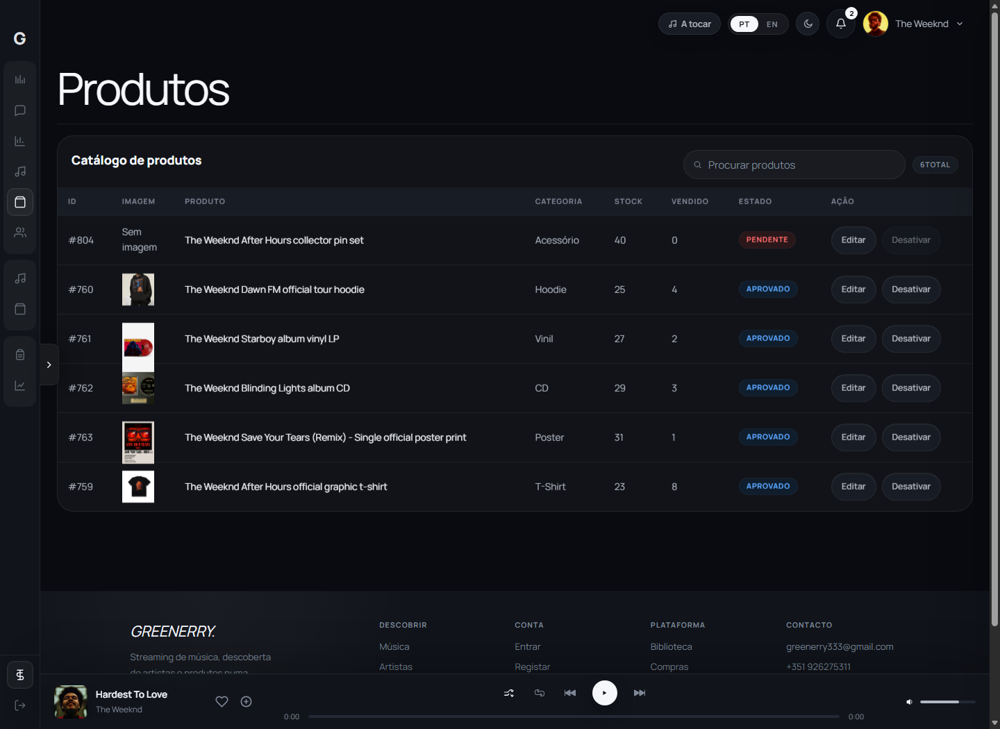 G
A tocar
PT EN
2
The Weeknd
Produtos
Catálogo de produtos
Procurar produtos
6TOTAL
ID IMAGEM PRODUTO CATEGORIA STOCK VENDIDO ESTADO AÇÃO
#804 Sem imagem The Weeknd After Hours collector pin set Acessório 40 0 PENDENTE Editar Desativar
#760 The Weeknd Dawn FM official tour hoodie Hoodie 25 4 APROVADO Editar Desativar
#761 The Weeknd Starboy album vinyl LP Vinil 27 2 APROVADO Editar Desativar
#762 The Weeknd Blinding Lights album CD CD 29 3 APROVADO Editar Desativar
#763 The Weeknd Save Your Tears (Remix) - Single official poster print Poster 31 1 APROVADO Editar Desativar
#759 The Weeknd After Hours official graphic t-shirt T-Shirt 23 8 APROVADO Editar Desativar
GREENERRY.
Streaming de música, descoberta
de artistas e produtos numa
DESCOBRIR
Música
Artistas
CONTA
Entrar
Registar
PLATAFORMA
Biblioteca
Compras
CONTACTO
greenerry333@gmail.com
+351 926275311
Hardest To Love
The Weeknd
0:00
0:00